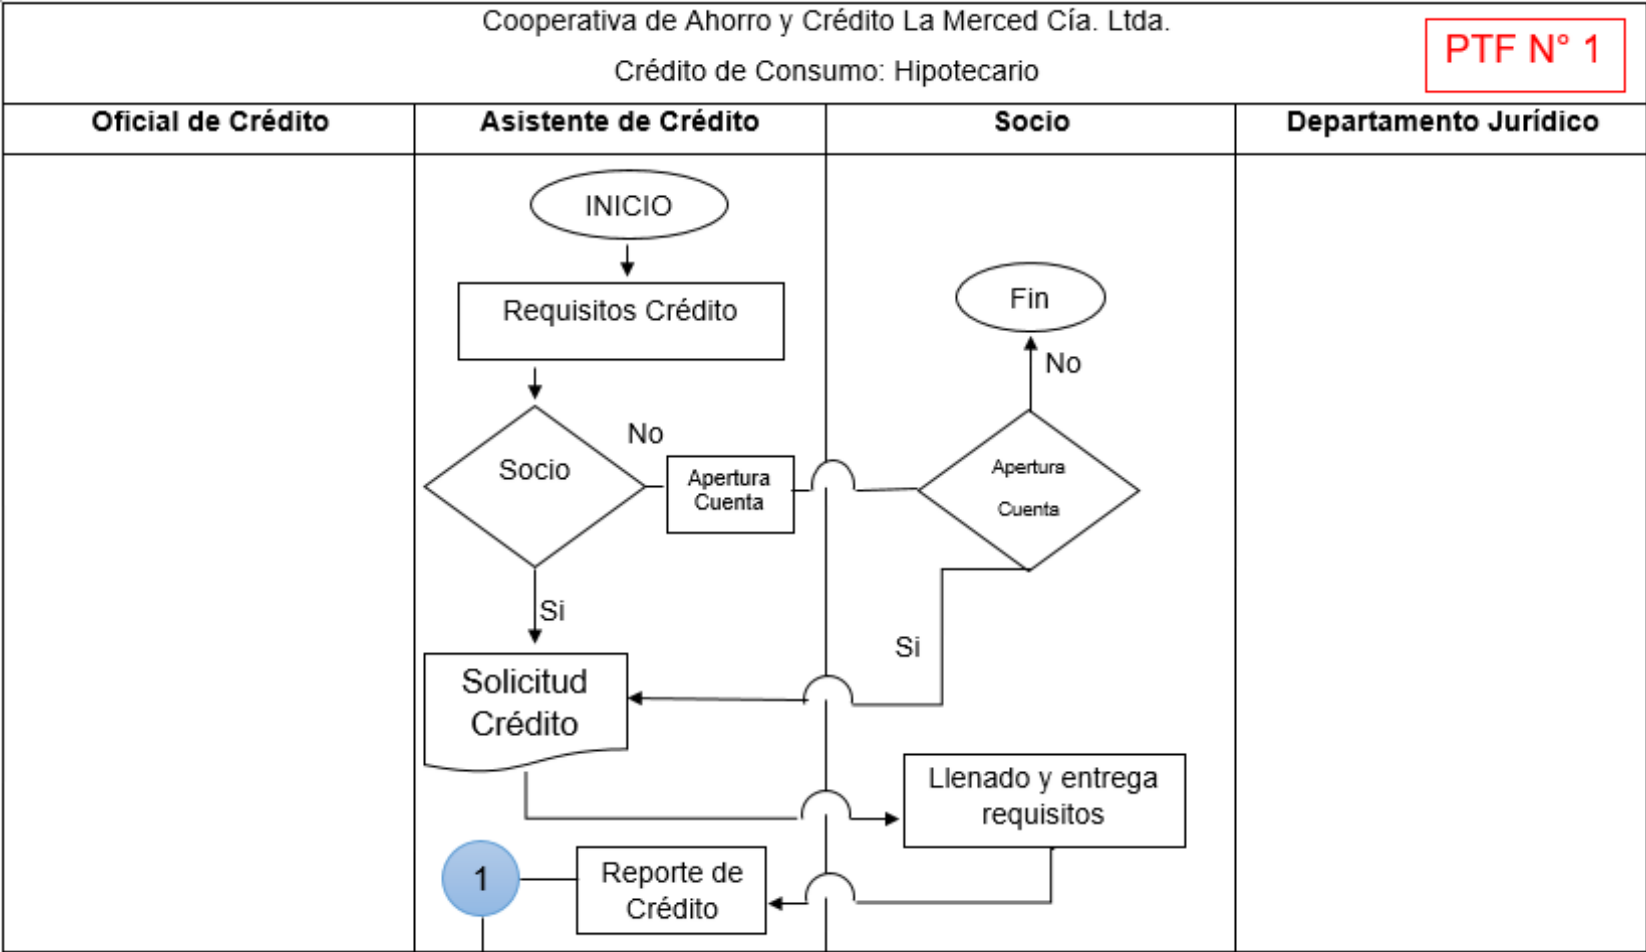 Cooperativa de Ahorro y Crédito La Merced Cía. Ltda.
Crédito de Consumo: Hipotecario
PTF N° 1
Oficial de Crédito
Asistente de Crédito
Socio
Departamento Jurídico
INICIO
Requisitos Crédito
Fin
No
Socio
No
Apertura
Cuenta
Apertura
Cuenta
Si
Si
Solicitud
Crédito
Llenado y entrega
requisitos
1
Reporte de
Crédito